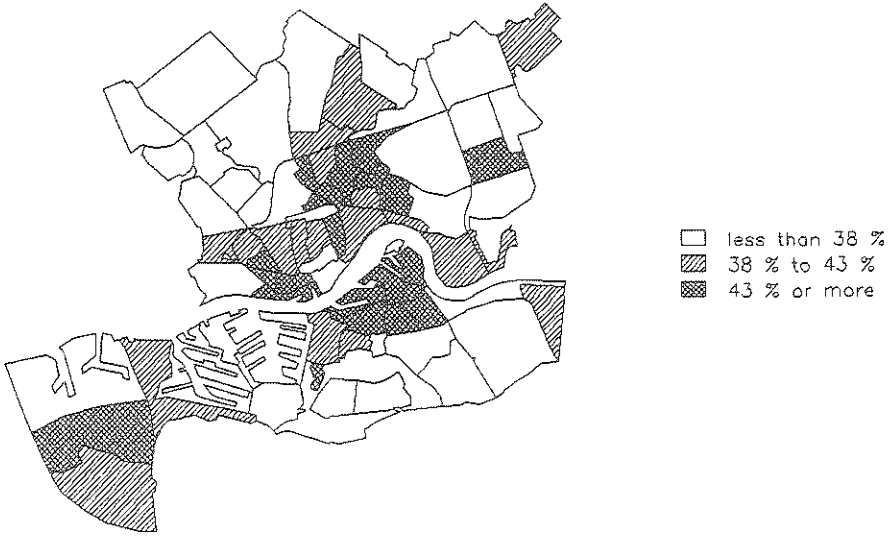 less than 38 %
38 % to 43 %
43 % or more